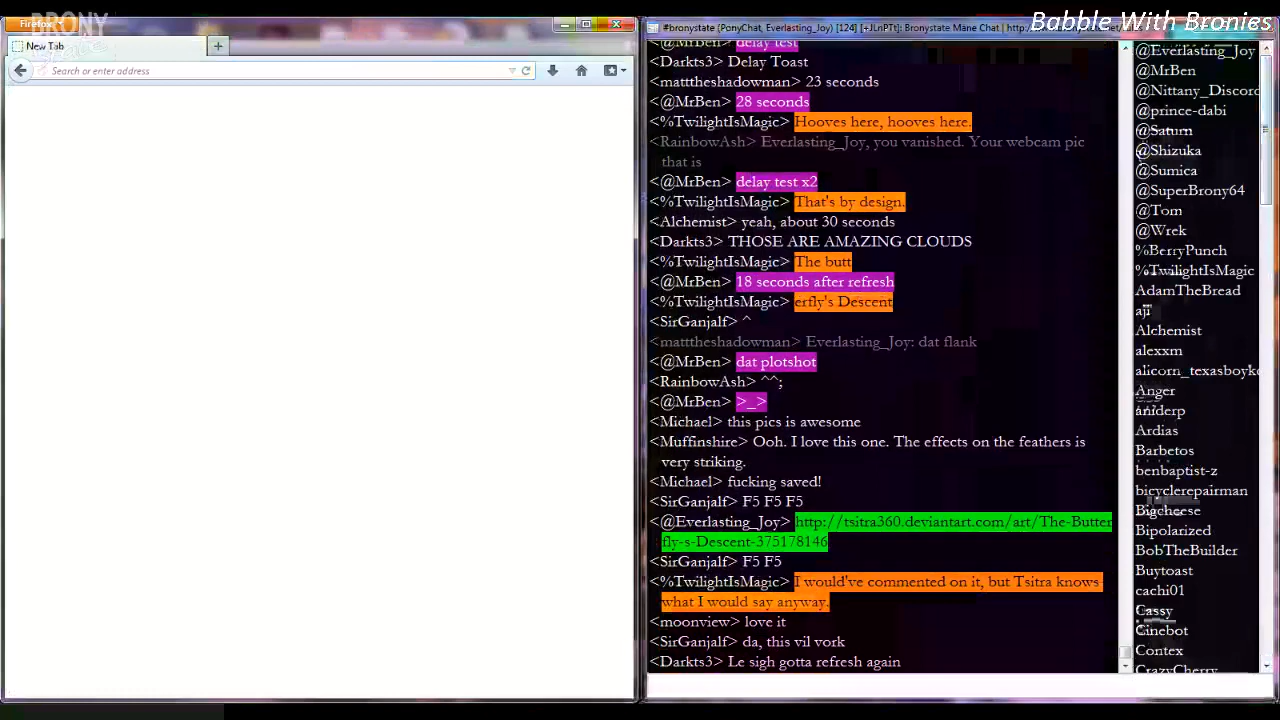 BRONY
STATE
Babble With Bronies
Firefox
New Tab
Search or enter address
#bronystate (PonyChat, Everlasting_Joy) [124] [+JLnPTt]: Bronystate Mane Chat | http://
<@MrBen> delay test
<Darkts3> Delay Toast
<matttheshadowman> 23 seconds
<@MrBen> 28 seconds
<%TwilightIsMagic> Hooves here, hooves here.
<RainbowAsh> Everlasting_Joy, you vanished. Your webcam pic
that is
<@MrBen> delay test x2
<%TwilightIsMagic> That's by design.
<Alchemist> yeah, about 30 seconds
<Darkts3> THOSE ARE AMAZING CLOUDS
<%TwilightIsMagic> The butt
<@MrBen> 18 seconds after refresh
<%TwilightIsMagic> erfly's Descent
<SirGanjalf> ^
<matttheshadowman> Everlasting_Joy: dat flank
<@MrBen> dat plotshot
<RainbowAsh> ^^;
<@MrBen> >_>
<Michael> this pics is awesome
<Muffinshire> Ooh. I love this one. The effects on the feathers is
very striking.
<Michael> fucking saved!
<SirGanjalf> F5 F5 F5
<@Everlasting_Joy> http://tsitra360.deviantart.com/art/The-Butter
fly-s-Descent-375178146
<SirGanjalf> F5 F5
<%TwilightIsMagic> I would've commented on it, but Tsitra knows
what I would say anyway.
<moonview> love it
<SirGanjalf> da, this vil vork
<Darkts3> Le sigh gotta refresh again
@Everlasting_Joy
@MrBen
@Nittany_Discord
@prince-dabi
@Saturn
@Shizuka
@Sumica
@SuperBrony64
@Tom
@Wrek
%BerryPunch
%TwilightIsMagic
AdamTheBread
aji
Alchemist
alexxm
alicorn_texasboyko
Anger
aniderp
Ardias
Barbetos
benbaptist-z
bicyclerepairman
Bigcheese
Bipolarized
BobTheBuilder
Buytoast
cachi01
Cassy
Cinebot
Contex
CrazyCherry